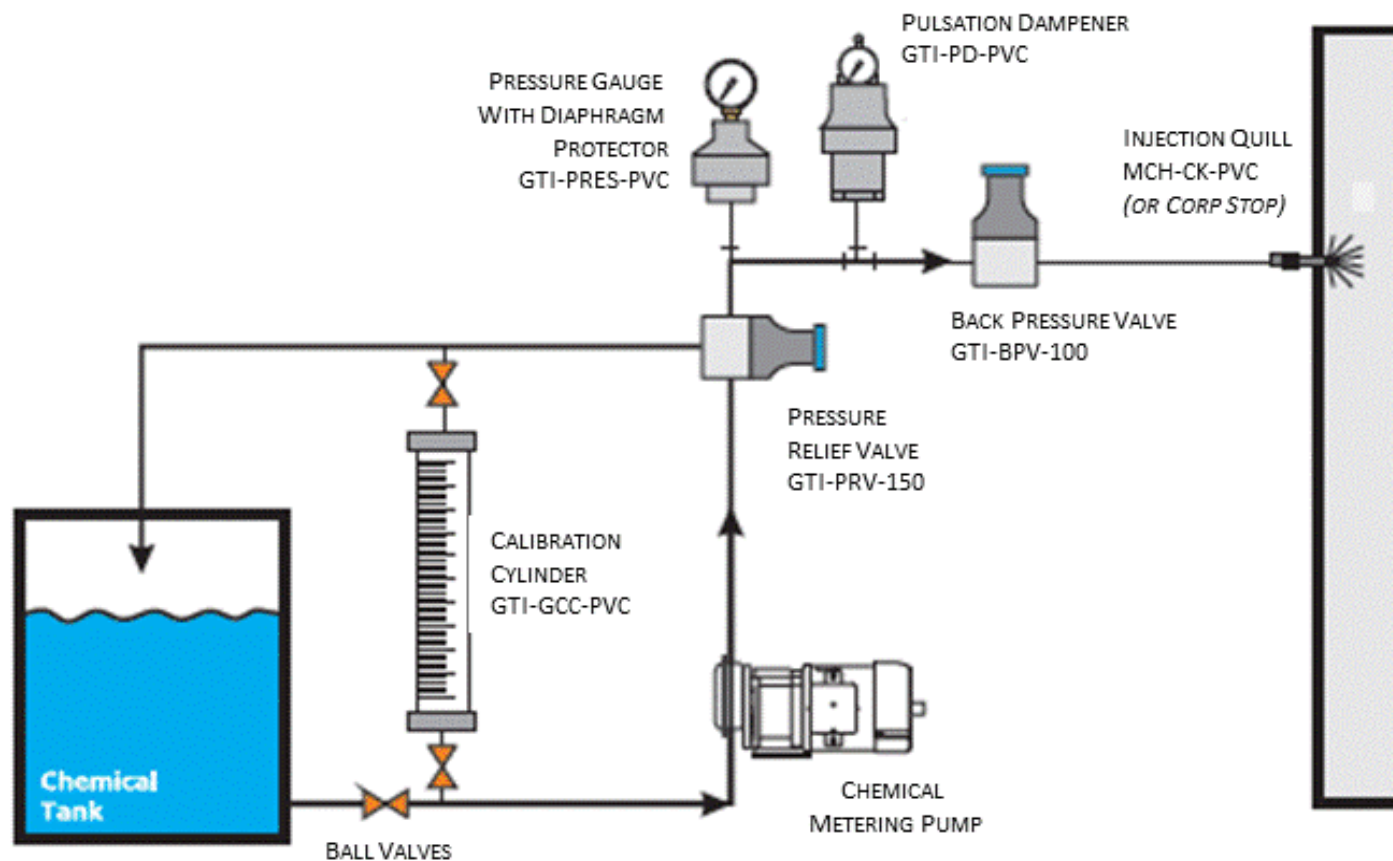 PULSATION DAMPENER
GTI-PD-PVC
PRESSURE GAUGE
WITH DIAPHRAGM
PROTECTOR
GTI-PRES-PVC
INJECTION QUILL
MCH-CK-PVC
(OR CORP STOP)
BACK PRESSURE VALVE
GTI-BPV-100
PRESSURE
RELIEF VALVE
GTI-PRV-150
CALIBRATION
CYLINDER
GTI-GCC-PVC
Chemical
Tank
CHEMICAL
METERING PUMP
BALL VALVES